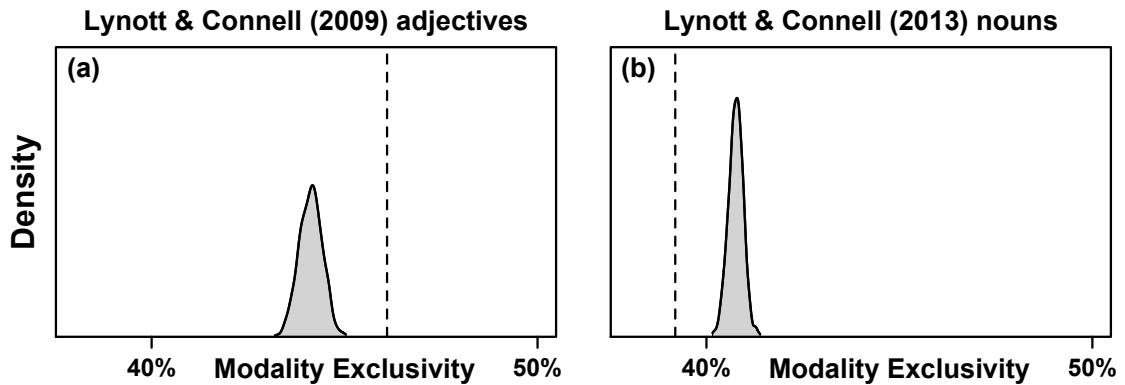 Lynott & Connell (2009) adjectives
Lynott & Connell (2013) nouns
(a)
(b)
Density
40%
Modality Exclusivity
50%
40%
Modality Exclusivity
50%